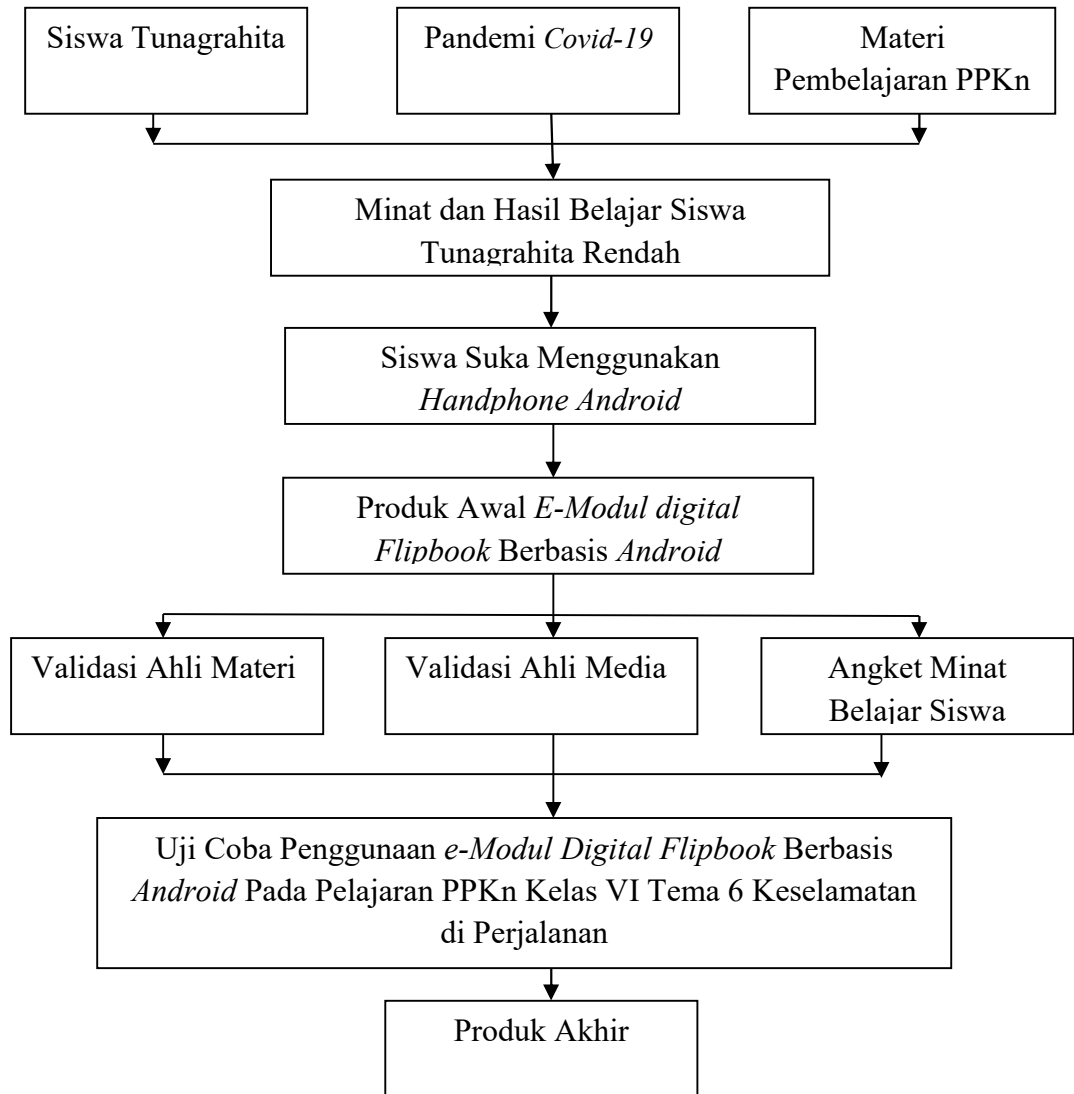 Siswa Tunagrahita
Pandemi Covid-19
Materi
Pembelajaran PPKn
Minat dan Hasil Belajar Siswa
Tunagrahita Rendah
Siswa Suka Menggunakan
Handphone Android
Produk Awal E-Modul digital
Flipbook Berbasis Android
Validasi Ahli Materi
Validasi Ahli Media
Angket Minat
Belajar Siswa
Uji Coba Penggunaan e-Modul Digital Flipbook Berbasis
Android Pada Pelajaran PPKn Kelas VI Tema 6 Keselamatan
di Perjalanan
Produk Akhir